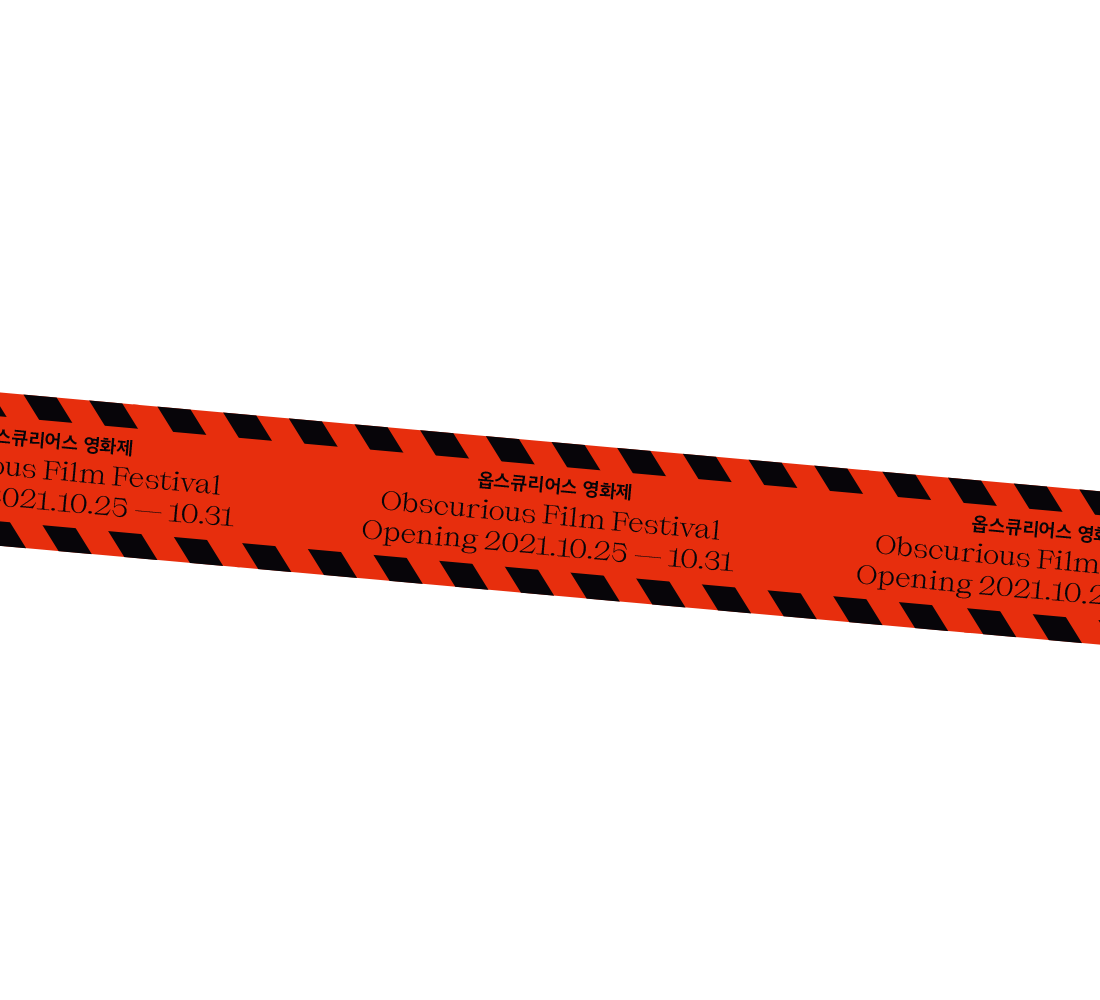 스큐리어스 영화제
ous Film Festival
2021.10.25 — 10.31
옵스큐리어스 영화제
Obscurious Film Festival
Opening 2021.10.25 — 10.31
옵스큐리어스
Obscurious Film
Opening 2021.10.2